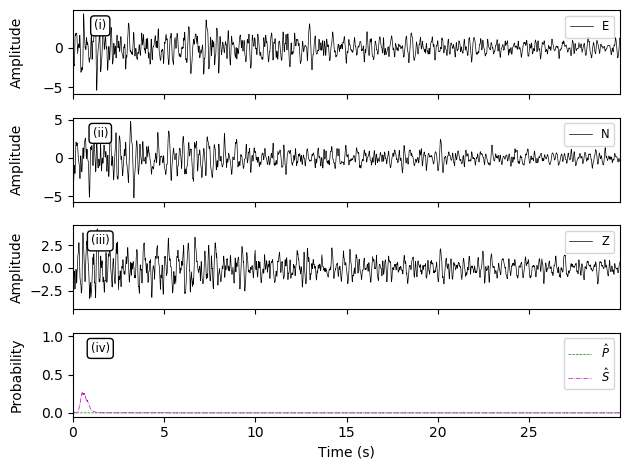 (i)
E
Amplitude
0
−5
(ii)
N
Amplitude
5
0
−5
(iii)
Z
Amplitude
2.5
0.0
−2.5
(iv)
P̂
Ŝ
Probability
1.0
0.5
0.0
0 5 10 15 20 25
Time (s)